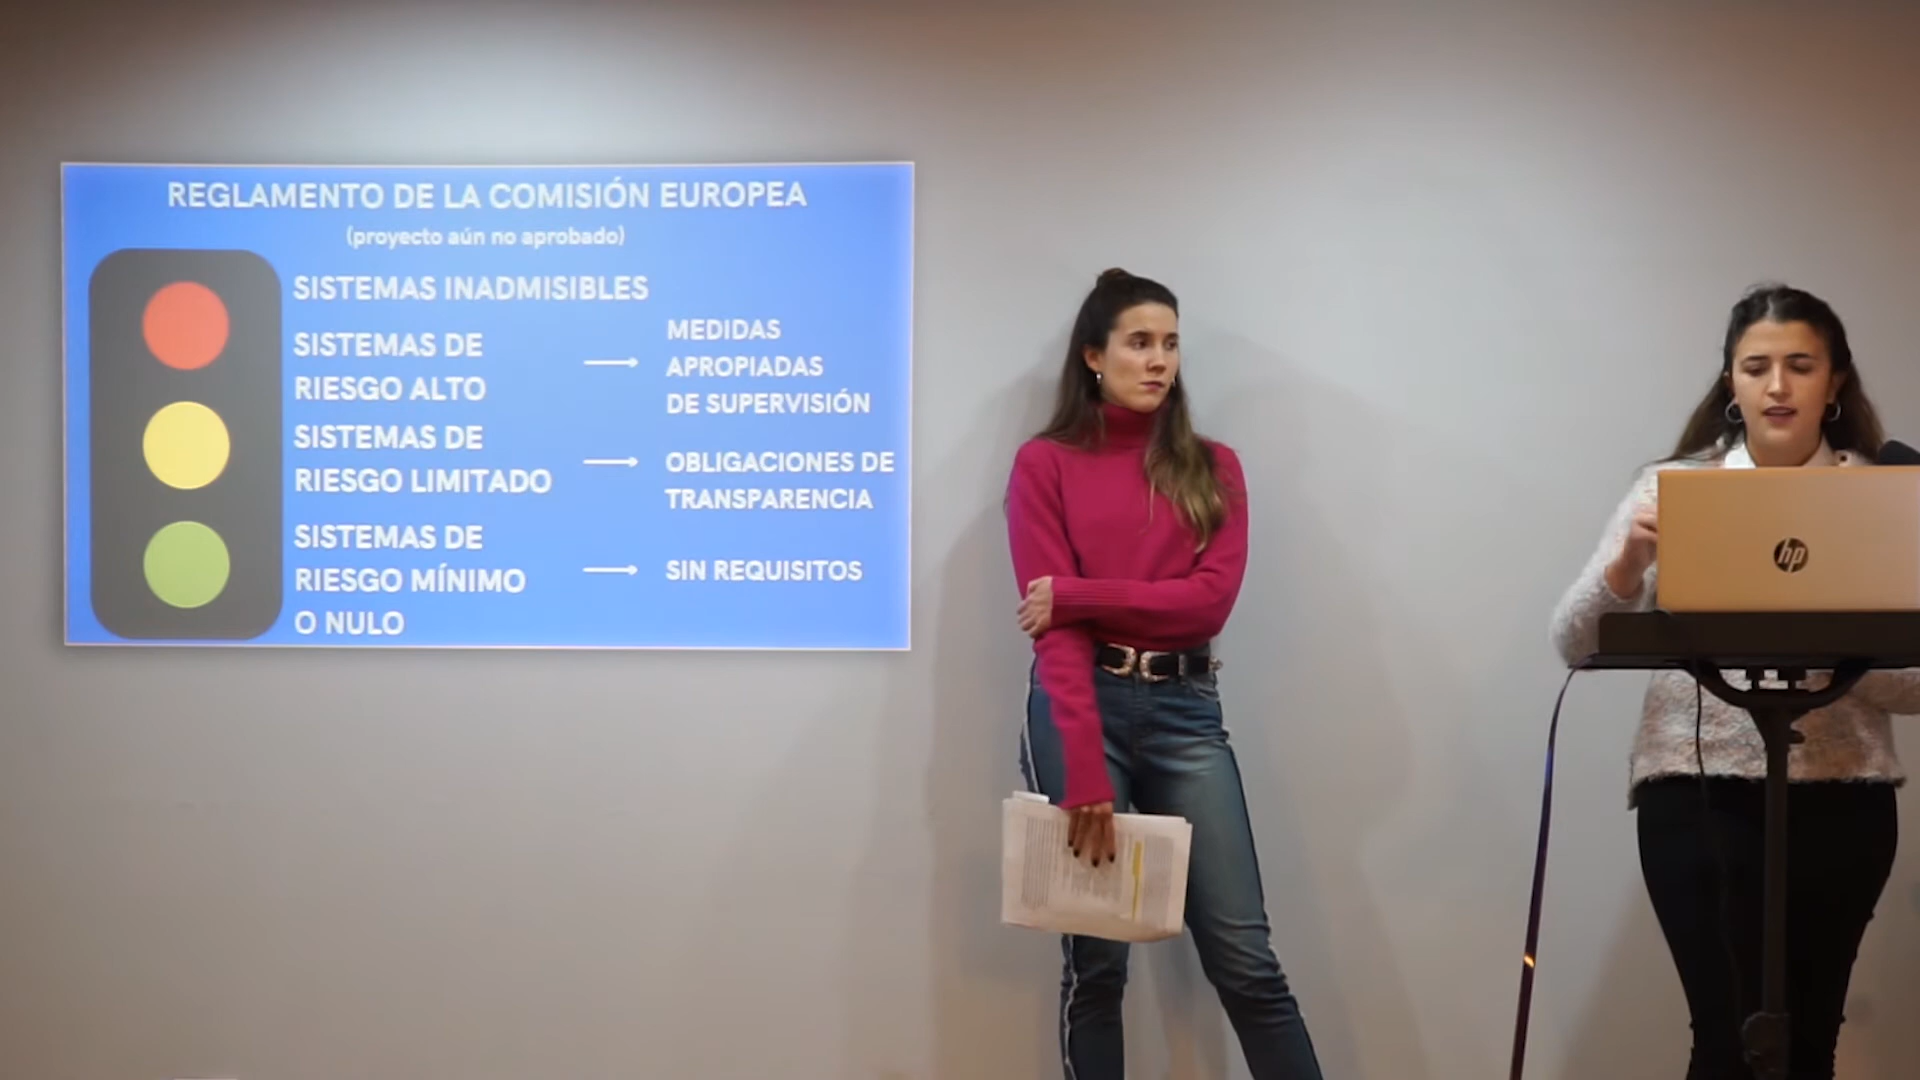 REGLAMENTO DE LA COMISIÓN EUROPEA
(proyecto aún no aprobado)
SISTEMAS INADMISIBLES
SISTEMAS DE
RIESGO ALTO
MEDIDAS
APROPIADAS
DE SUPERVISIÓN
SISTEMAS DE
RIESGO LIMITADO
OBLIGACIONES DE
TRANSPARENCIA
SISTEMAS DE
RIESGO MÍNIMO
O NULO
SIN REQUISITOS
hp